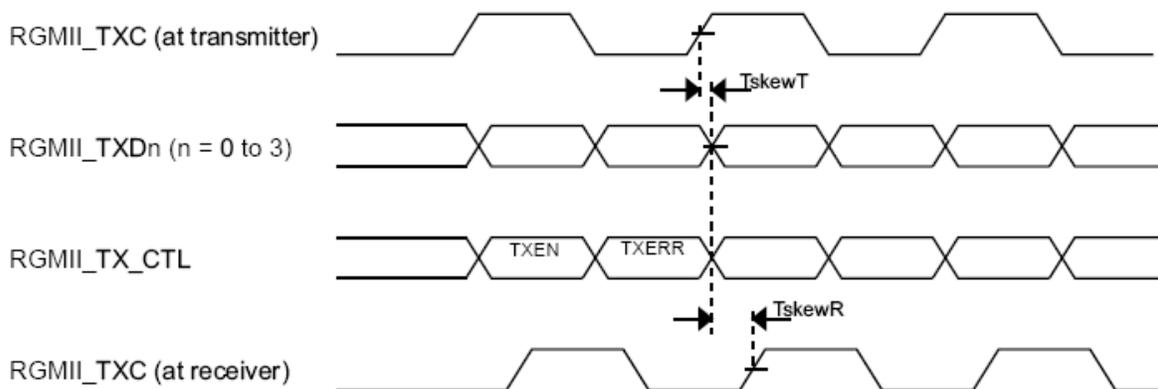 RGMII_TXC (at transmitter)
TskewT
RGMII_TXDn (n = 0 to 3)
RGMII_TX_CTL
TXEN
TXERR
TskewR
RGMII_TXC (at receiver)